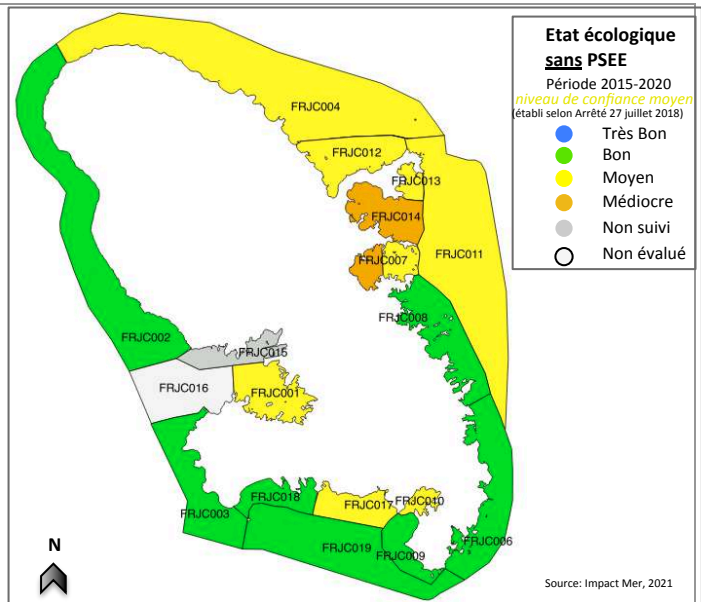 Etat écologique
sans PSEE
Période 2015-2020
niveau de confiance moyen
(établi selon Arrêté 27 juillet 2018)
Très Bon
Bon
Moyen
Médiocre
Non suivi
Non évalué
FRJC004
FRJC012
FRJC013
FRJC014
FRJC007
FRJC011
FRJC008
FRJC002
FRJC015
FRJC016
FRJC001
FRJC018
FRJC017
FRJC010
FRJC003
FRJC019
FRJC009
FRJC006
N
Source: Impact Mer, 2021